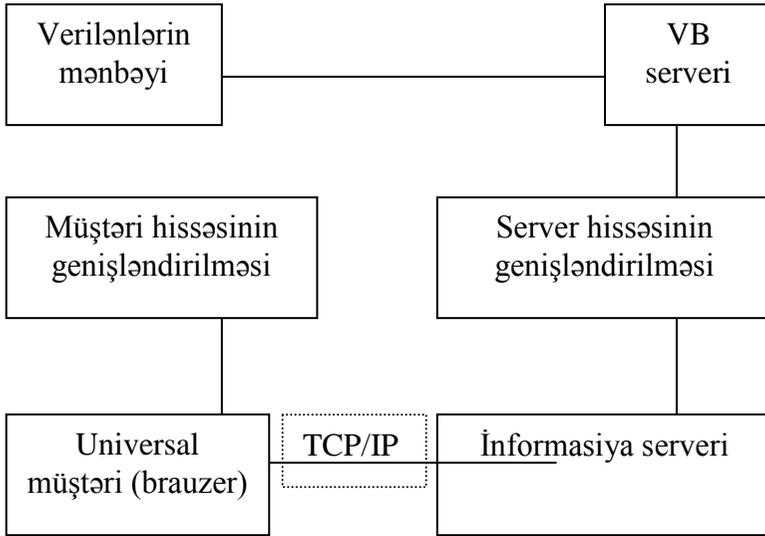 Verilənlərin
mənbəyi
VB
serveri
Müştəri hissəsinin
genişləndirilməsi
Server hissəsinin
genişləndirilməsi
Universal
müştəri (brauzer)
TCP/IP
İnformasiya serveri